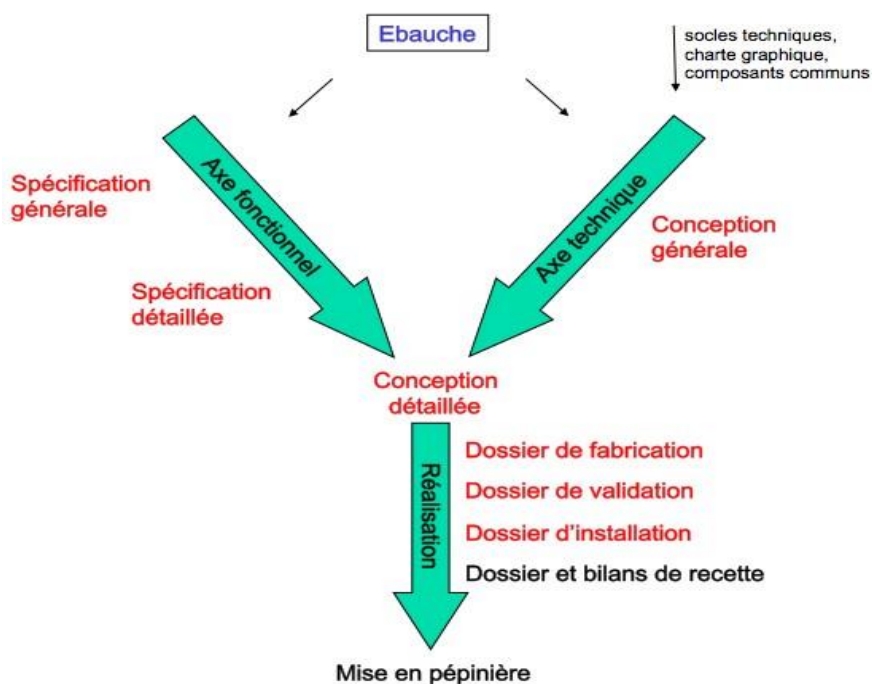 Ebauche
socles techniques,
charte graphique,
composants communs
Axe fonctionnel
Axe technique
Spécification
générale
Conception
générale
Spécification
détaillée
Conception
détaillée
Réalisation
Dossier de fabrication
Dossier de validation
Dossier d'installation
Dossier et bilans de recette
Mise en pépinière